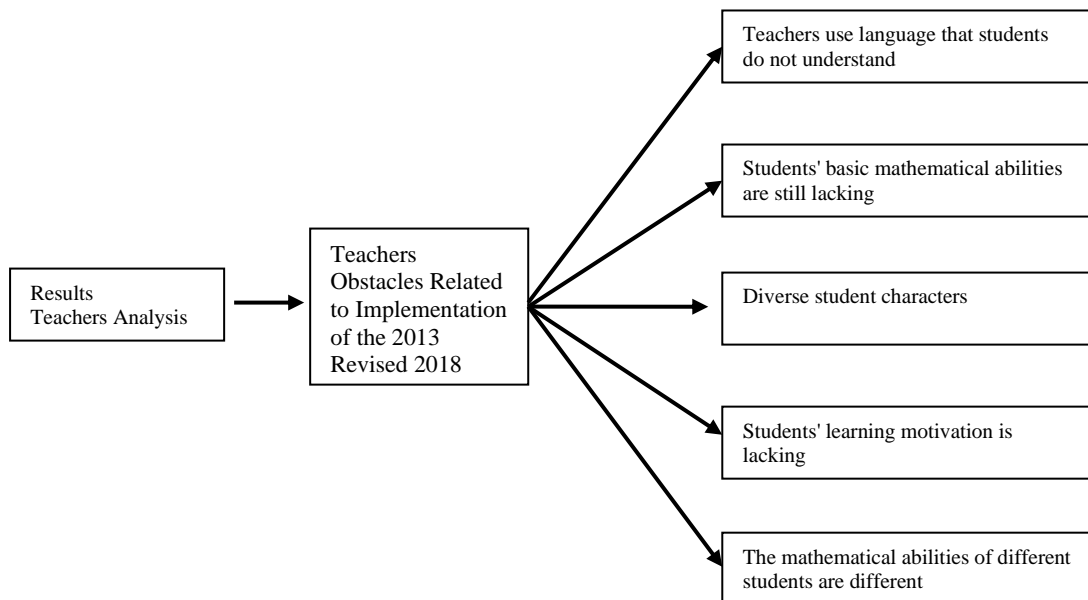 Results
Teachers Analysis
Teachers
Obstacles Related
to Implementation
of the 2013
Revised 2018
Teachers use language that students
do not understand
Students' basic mathematical abilities
are still lacking
Diverse student characters
Students' learning motivation is
lacking
The mathematical abilities of different
students are different